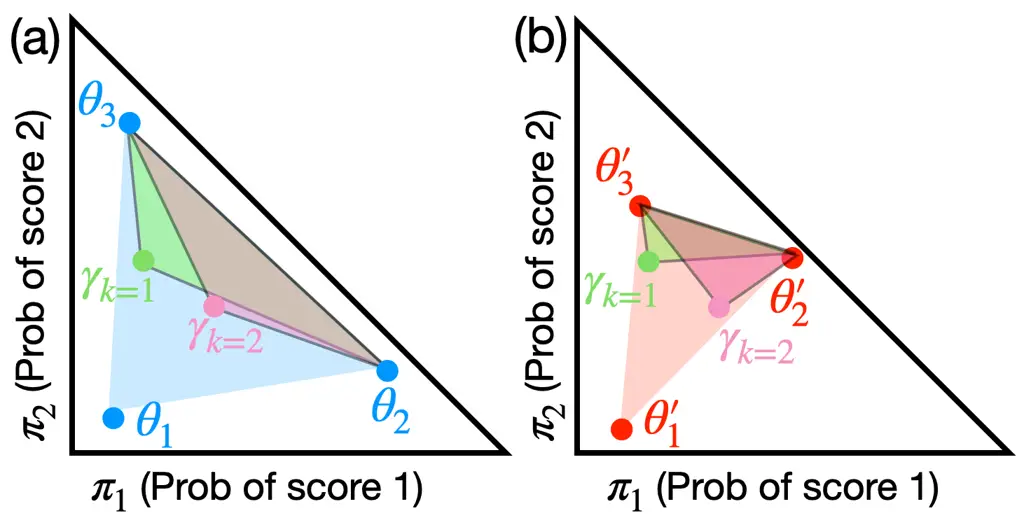 (a)
θ₃
γₖ₌₁
γₖ₌₂
θ₁
θ₂
π₂ (Prob of score 2)
π₁ (Prob of score 1)
(b)
θ′₃
γₖ₌₁
θ′₂
γₖ₌₂
θ′₁
π₂ (Prob of score 2)
π₁ (Prob of score 1)